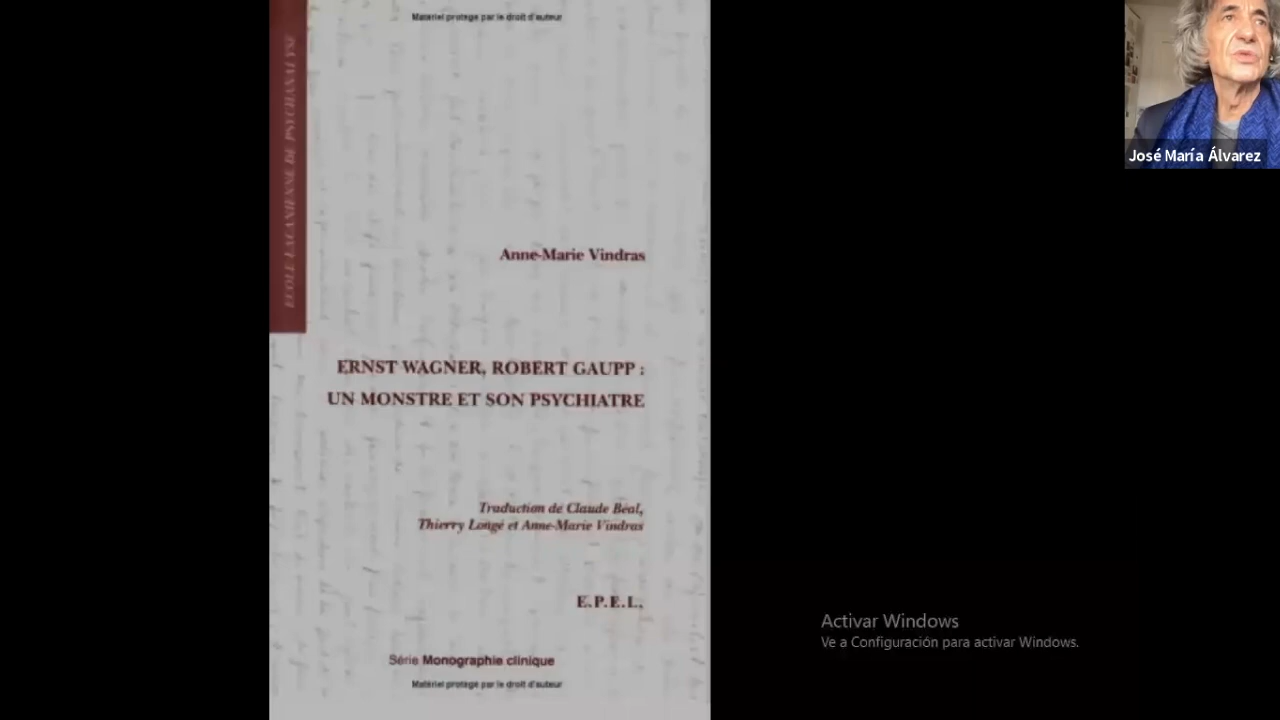 Matériel protégé par le droit d'auteur
ECOLE LACANIENNE DE PSYCHANALYSE
Anne-Marie Vindras
ERNST WAGNER, ROBERT GAUPP :
UN MONSTRE ET SON PSYCHIATRE
Traduction de Claude Béal,
Thierry Longé et Anne-Marie Vindras
E.P.E.L.
Série Monographie clinique
Matériel protégé par le droit d'auteur
José María Álvarez
Activar Windows
Ve a Configuración para activar Windows.